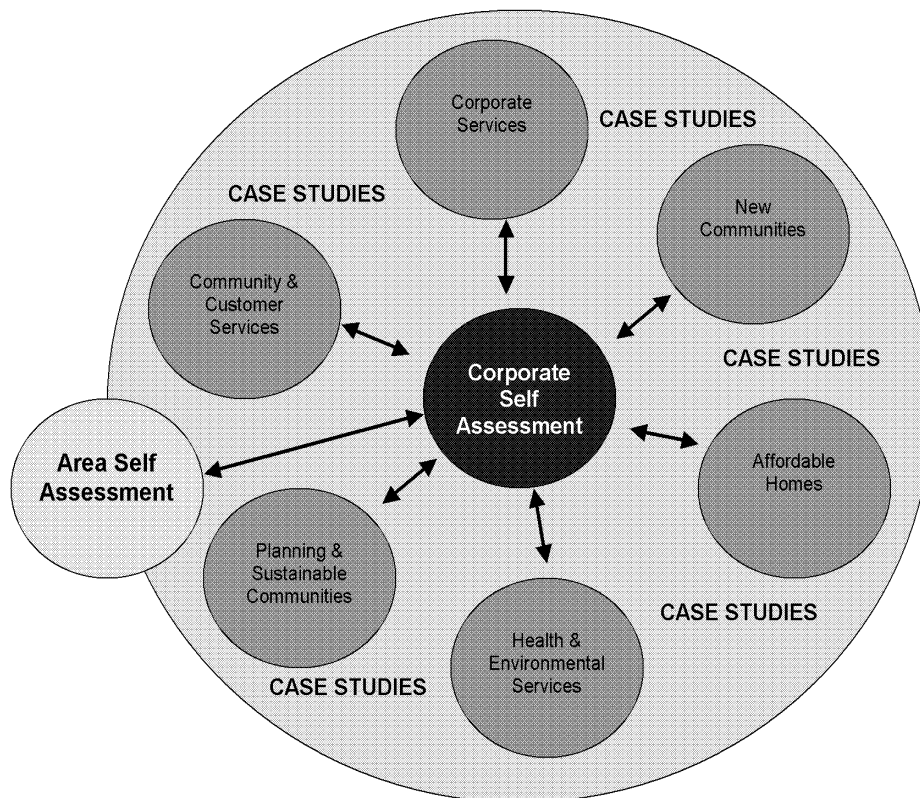 Corporate
Services
CASE STUDIES
CASE STUDIES
New
Communities
Community &
Customer
Services
CASE STUDIES
Corporate
Self
Assessment
Area Self
Assessment
Affordable
Homes
Planning &
Sustainable
Communities
CASE STUDIES
Health &
Environmental
Services
CASE STUDIES